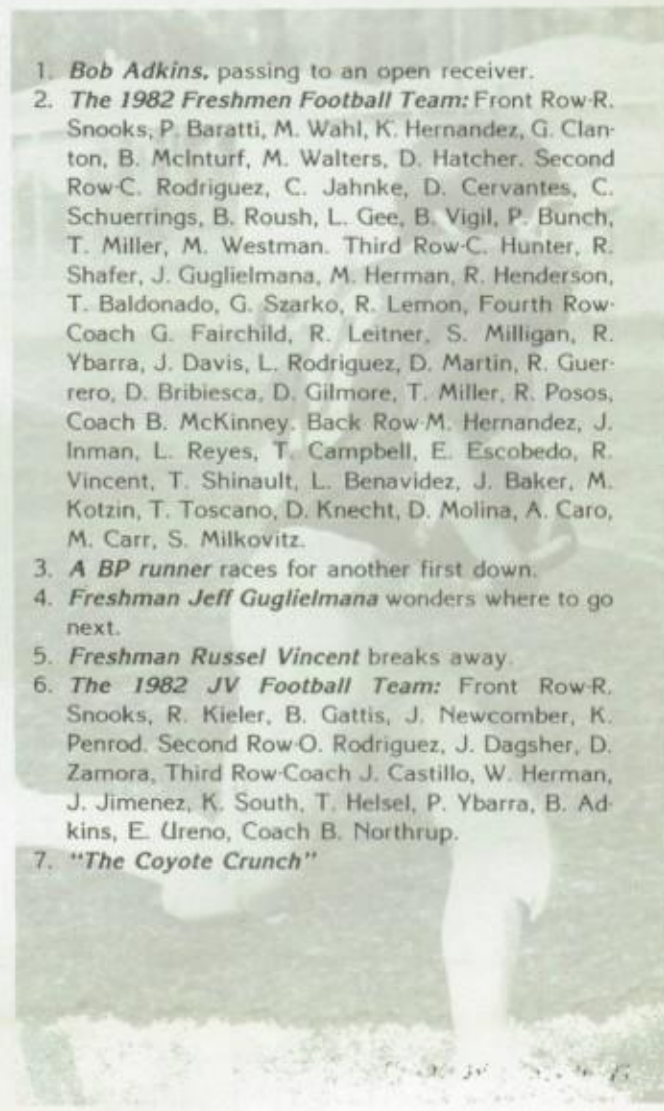 1. Bob Adkins, passing to an open receiver.
2. The 1982 Freshmen Football Team: Front Row-R.
Snooks, P. Baratti, M. Wahl, K. Hernandez, G. Clan-
ton, B. McInturf, M. Walters, D. Hatcher. Second
Row-C. Rodriguez, C. Jahnke, D. Cervantes, C.
Schuerrings, B. Roush, L. Gee, B. Vigil, P. Bunch,
T. Miller, M. Westman. Third Row-C. Hunter, R.
Shafer, J. Guglielmana, M. Herman, R. Henderson,
T. Baldonado, G. Szarko, R. Lemon, Fourth Row-
Coach G. Fairchild, R. Leitner, S. Milligan, R.
Ybarra, J. Davis, L. Rodriguez, D. Martin, R. Guer-
rero, D. Bribiesca, D. Gilmore, T. Miller, R. Posos,
Coach B. McKinney. Back Row-M. Hernandez, J.
Inman, L. Reyes, T. Campbell, E. Escobedo, R.
Vincent, T. Shinault, L. Benavidez, J. Baker, M.
Kotzin, T. Toscano, D. Knecht, D. Molina, A. Caro,
M. Carr, S. Milkovitz.
3. A BP runner races for another first down.
4. Freshman Jeff Guglielmana wonders where to go
next.
5. Freshman Russel Vincent breaks away.
6. The 1982 JV Football Team: Front Row-R.
Snooks, R. Kieler, B. Gattis, J. Newcomber, K.
Penrod. Second Row-O. Rodriguez, J. Dagsher, D.
Zamora, Third Row-Coach J. Castillo, W. Herman,
J. Jimenez, K. South, T. Helsel, P. Ybarra, B. Ad-
kins, E. Ureno, Coach B. Northrup.
7. "The Coyote Crunch"